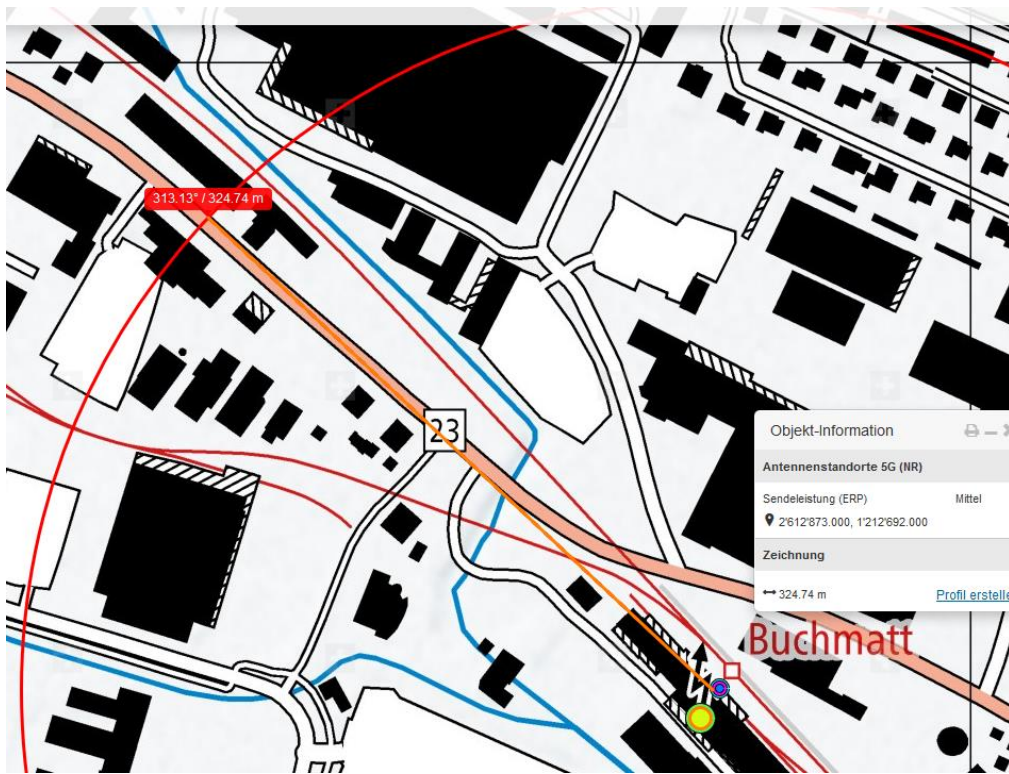 313.13° / 324.74 m
23
Objekt-Information
Antennenstandorte 5G (NR)
Sendeleistung (ERP) Mittel
2'612'873.000, 1'212'692.000
Zeichnung
324.74 m Profil erstelle
Buchmatt